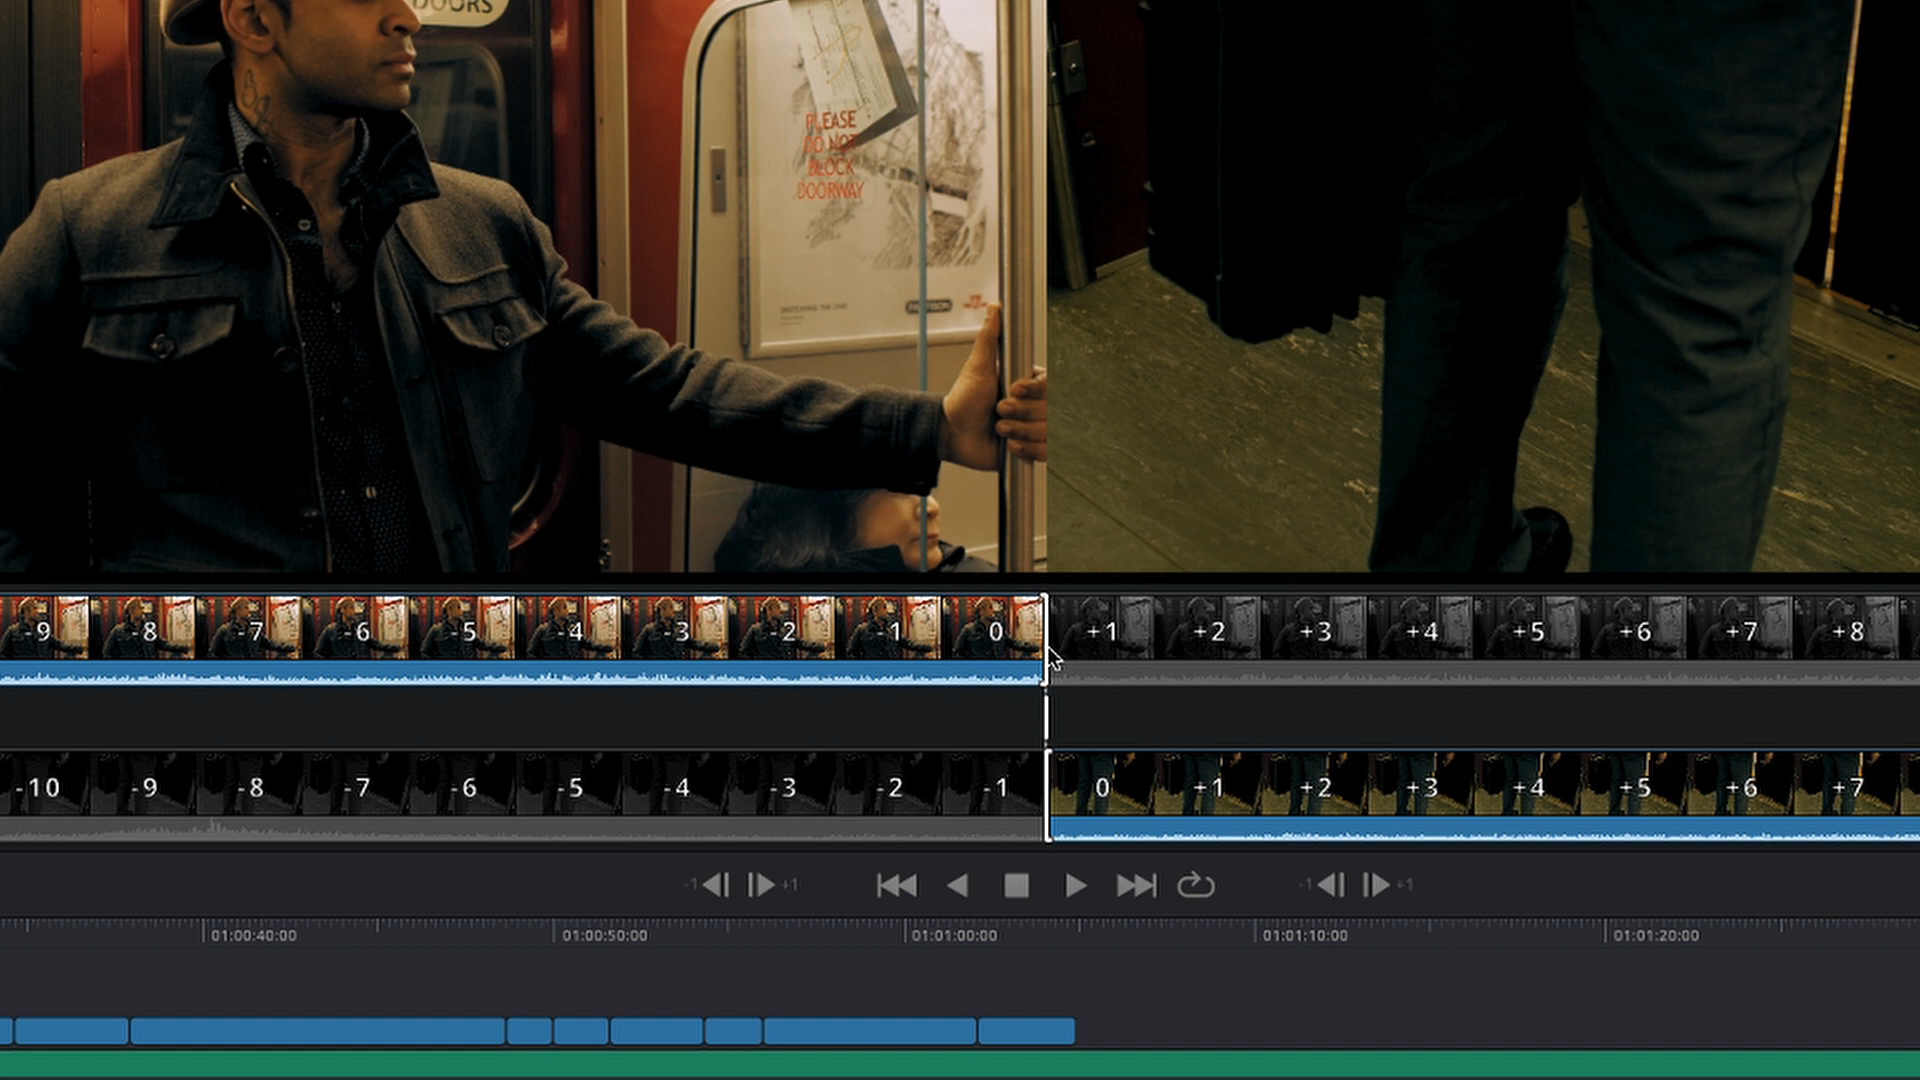 DOORS
PLEASE
DO NOT
BLOCK
DOORWAY
-9 -8 -7 -6 -5 -4 -3 -2 -1 0 +1 +2 +3 +4 +5 +6 +7 +8
-10 -9 -8 -7 -6 -5 -4 -3 -2 -1 0 +1 +2 +3 +4 +5 +6 +7
-1 +1 -1 +1
01:00:40:00 01:00:50:00 01:01:00:00 01:01:10:00 01:01:20:00